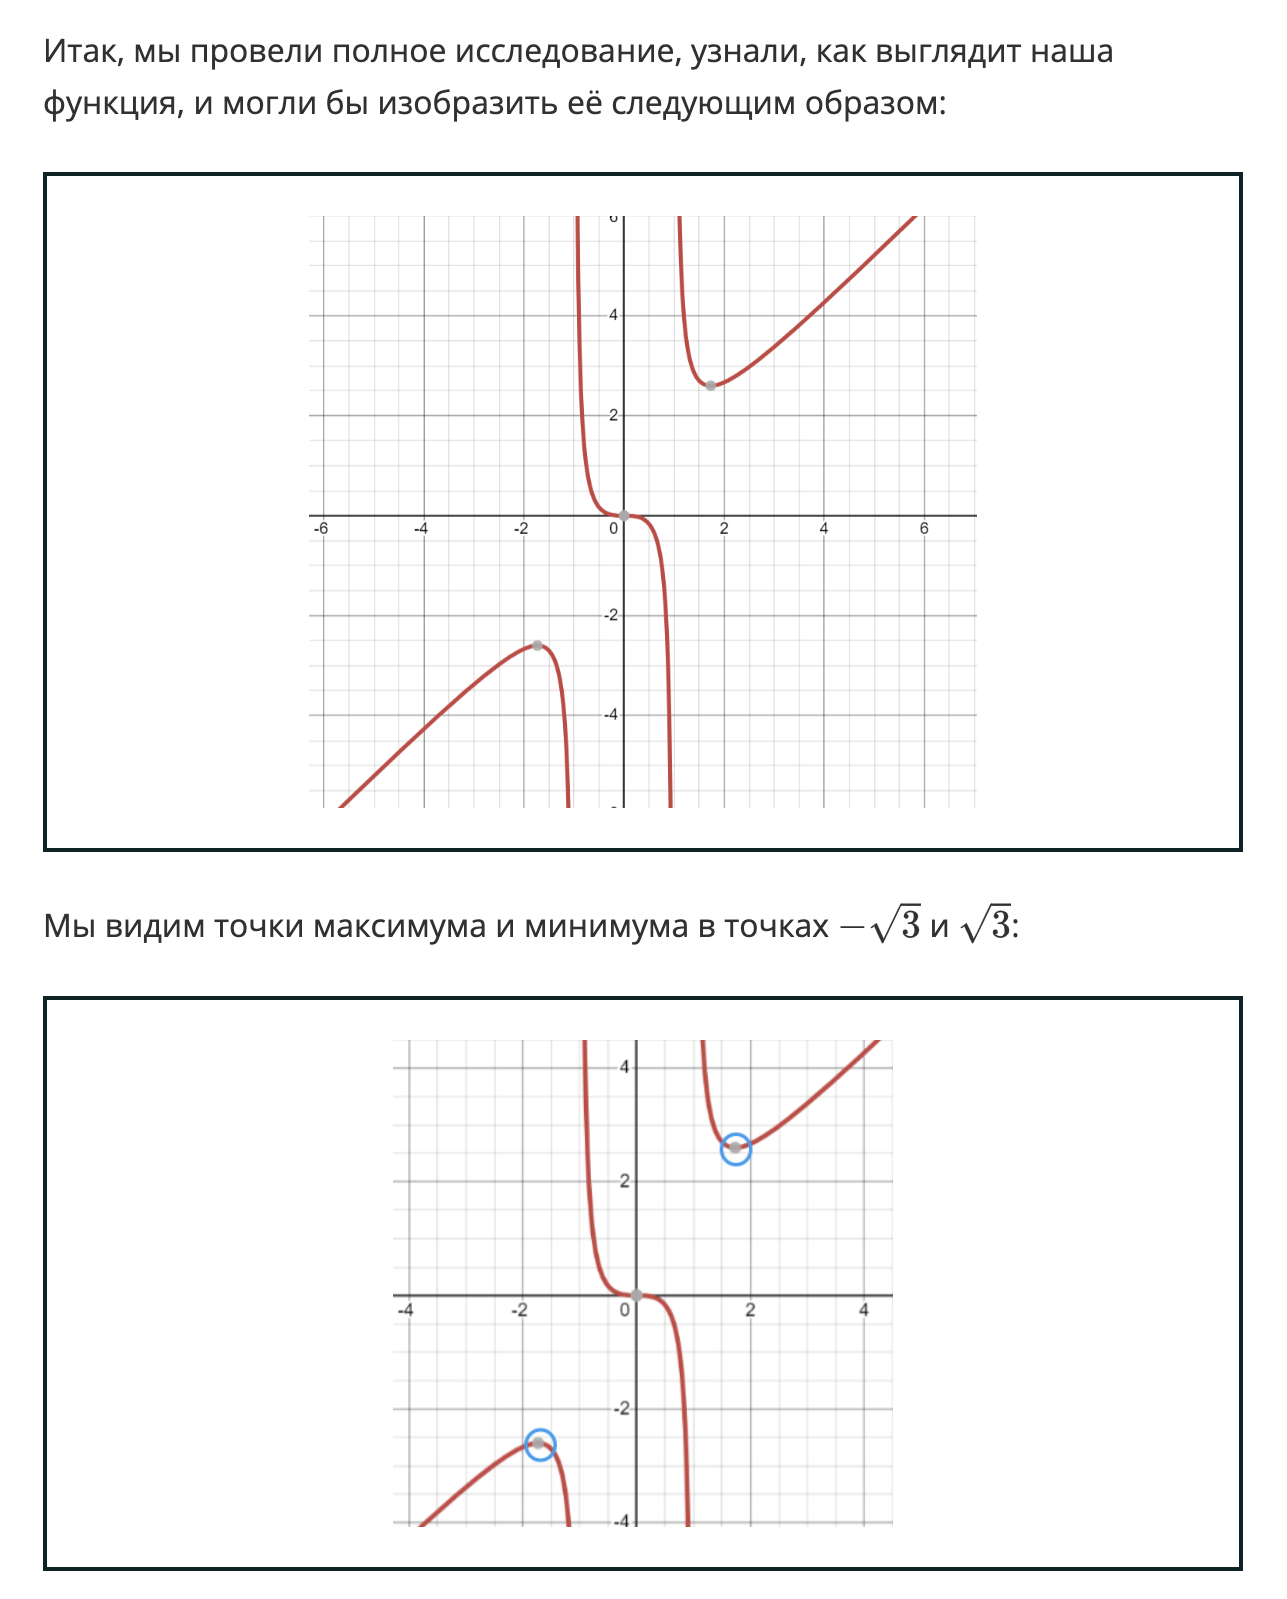 Итак, мы провели полное исследование, узнали, как выглядит наша
функция, и могли бы изобразить её следующим образом:
6
4
2
-6 -4 -2 0 2 4 6
-2
-4
Мы видим точки максимума и минимума в точках −√3 и √3:
4
2
-4 -2 0 2 4
-2
-4